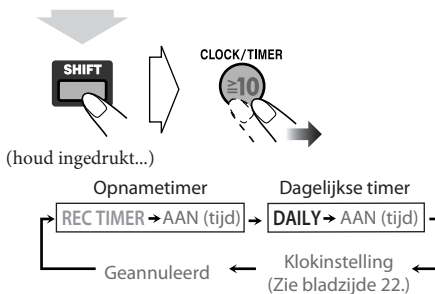 SHIFT
CLOCK/TIMER
≧10
(houd ingedrukt...)
Opnametimer
Dagelijkse timer
REC TIMER → AAN (tijd) → DAILY → AAN (tijd)
Geannuleerd ← Klokinstelling ←
(Zie bladzijde 22.)